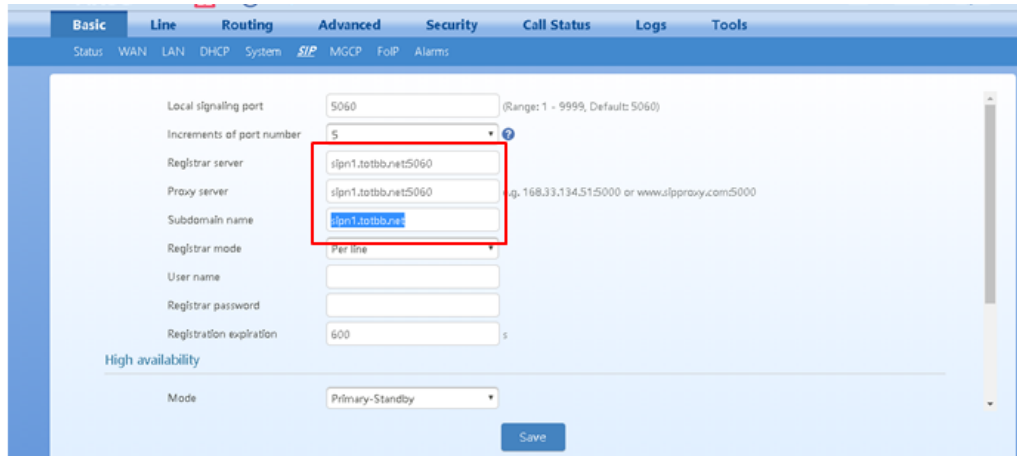 Basic Line Routing Advanced Security Call Status Logs Tools
Status WAN LAN DHCP System SIP MGCP FoIP Alarms
Local signaling port 5060 (Range: 1 - 9999, Default: 5060)
Increments of port number 5
Registrar server sipn1.totbb.net:5060
Proxy server sipn1.totbb.net:5060 e.g. 168.33.134.51:5000 or www.sipproxy.com:5000
Subdomain name sipn1.totbb.net
Registrar mode Per line
User name
Registrar password
Registration expiration 600 s
High availability
Mode Primary-Standby
Save